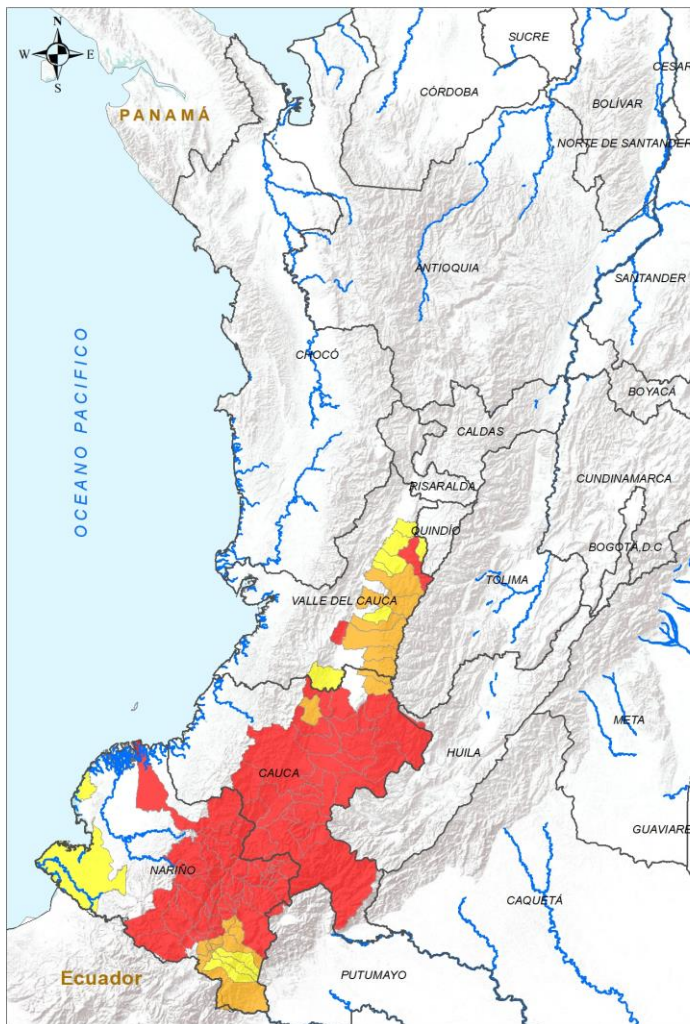 N
W E
S
SUCRE
CESAR
CÓRDOBA
BOLÍVAR
PANAMÁ
NORTE DE SANTANDER
ANTIOQUIA
SANTANDER
OCEANO PACIFICO
CHOCÓ
BOYACÁ
CALDAS
CUNDINAMARCA
RISARALDA
QUINDÍO
BOGOTÁ, D.C
TOLIMA
VALLE DEL CAUCA
META
HUILA
CAUCA
GUAVIARE
NARIÑO
CAQUETÁ
PUTUMAYO
Ecuador